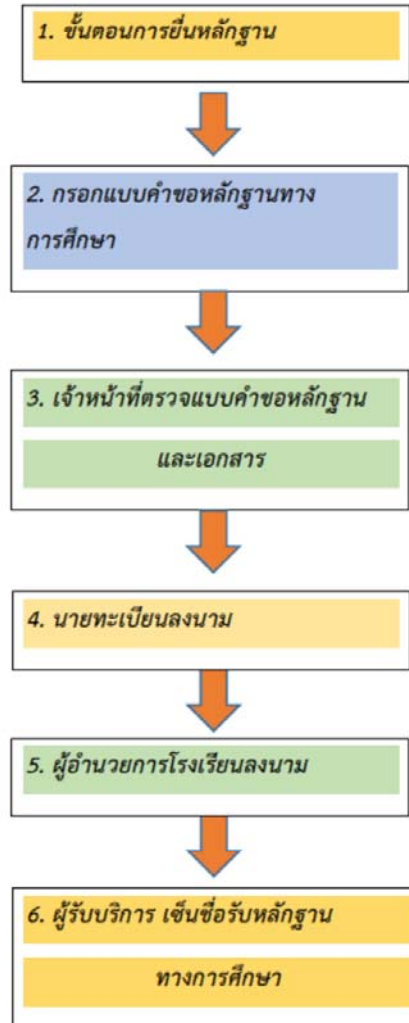 1. ขั้นตอนการยื่นหลักฐาน
2. กรอกแบบคำขอหลักฐานทาง
การศึกษา
3. เจ้าหน้าที่ตรวจแบบคำขอหลักฐาน
และเอกสาร
4. นายทะเบียนลงนาม
5. ผู้อำนวยการโรงเรียนลงนาม
6. ผู้รับบริการ เซ็นชื่อรับหลักฐาน
ทางการศึกษา